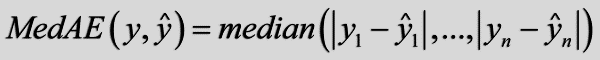 MedAE(y, ŷ) = median(|y₁ − ŷ₁|,...,|yₙ − ŷₙ|)